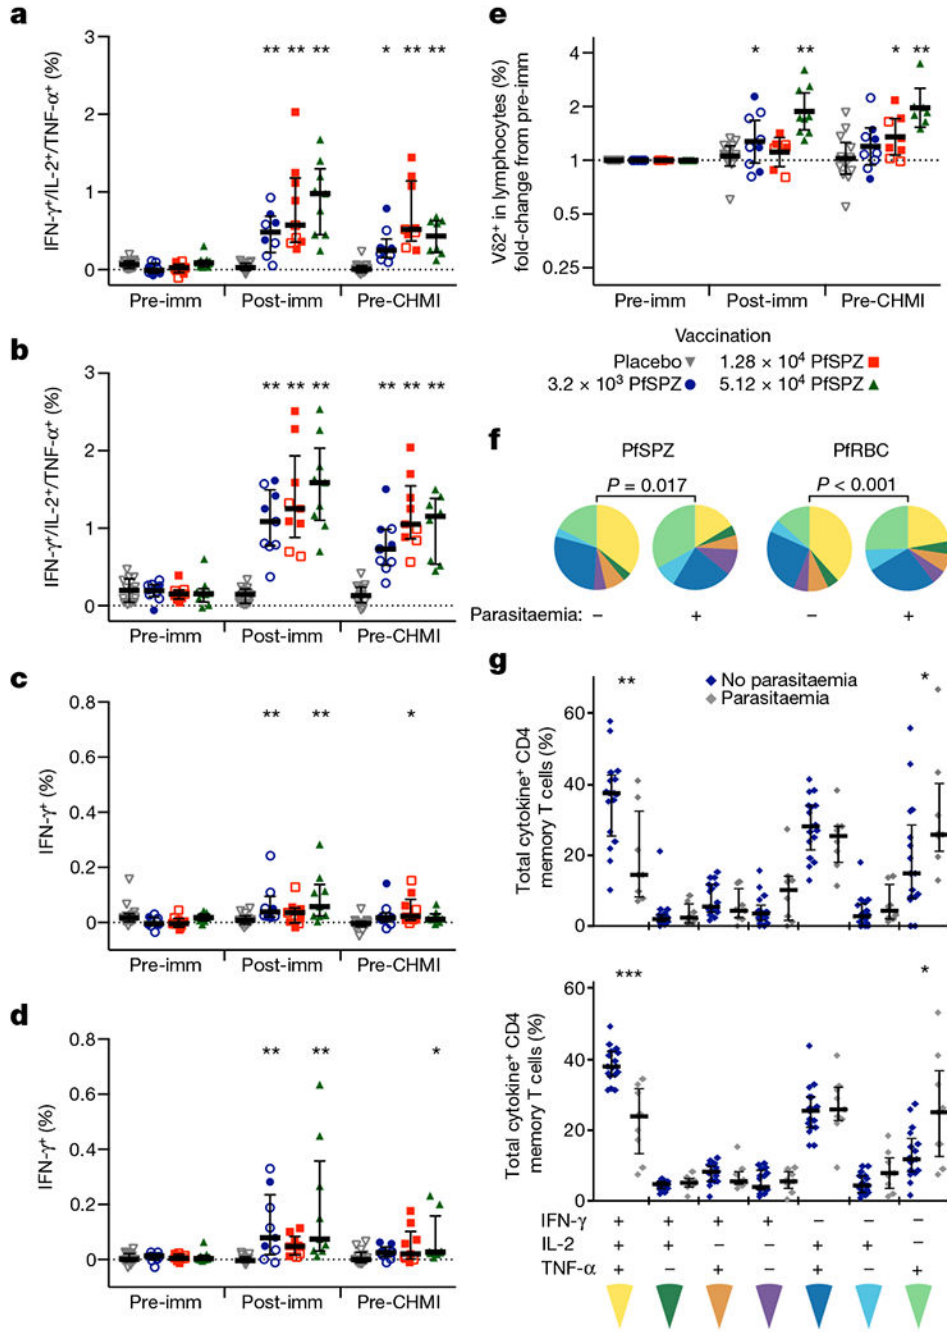 a
IFN-γ⁺/IL-2⁺/TNF-α⁺ (%)
3
2
1
0
** ** **
* ** **
Pre-imm Post-imm Pre-CHMI
b
IFN-γ⁺/IL-2⁺/TNF-α⁺ (%)
3
2
1
0
** ** **
** ** **
Pre-imm Post-imm Pre-CHMI
c
IFN-γ⁺ (%)
0.8
0.6
0.4
0.2
0
** **
*
Pre-imm Post-imm Pre-CHMI
d
IFN-γ⁺ (%)
0.8
0.6
0.4
0.2
0
** **
*
Pre-imm Post-imm Pre-CHMI
e
Vδ2⁺ in lymphocytes (%)
fold-change from pre-imm
4
2
1
0.5
0.25
* **
* **
Pre-imm Post-imm Pre-CHMI
Vaccination
Placebo 1.28 × 10⁴ PfSPZ
3.2 × 10³ PfSPZ 5.12 × 10⁴ PfSPZ
f
PfSPZ PfRBC
P = 0.017 P < 0.001
Parasitaemia: – + – +
g
Total cytokine⁺ CD4
memory T cells (%)
60
40
20
0
** *
No parasitaemia
Parasitaemia
Total cytokine⁺ CD4
memory T cells (%)
60
40
20
0
*** *
IFN-γ + + + + – – –
IL-2 + + – – + + –
TNF-α + – + – + – +